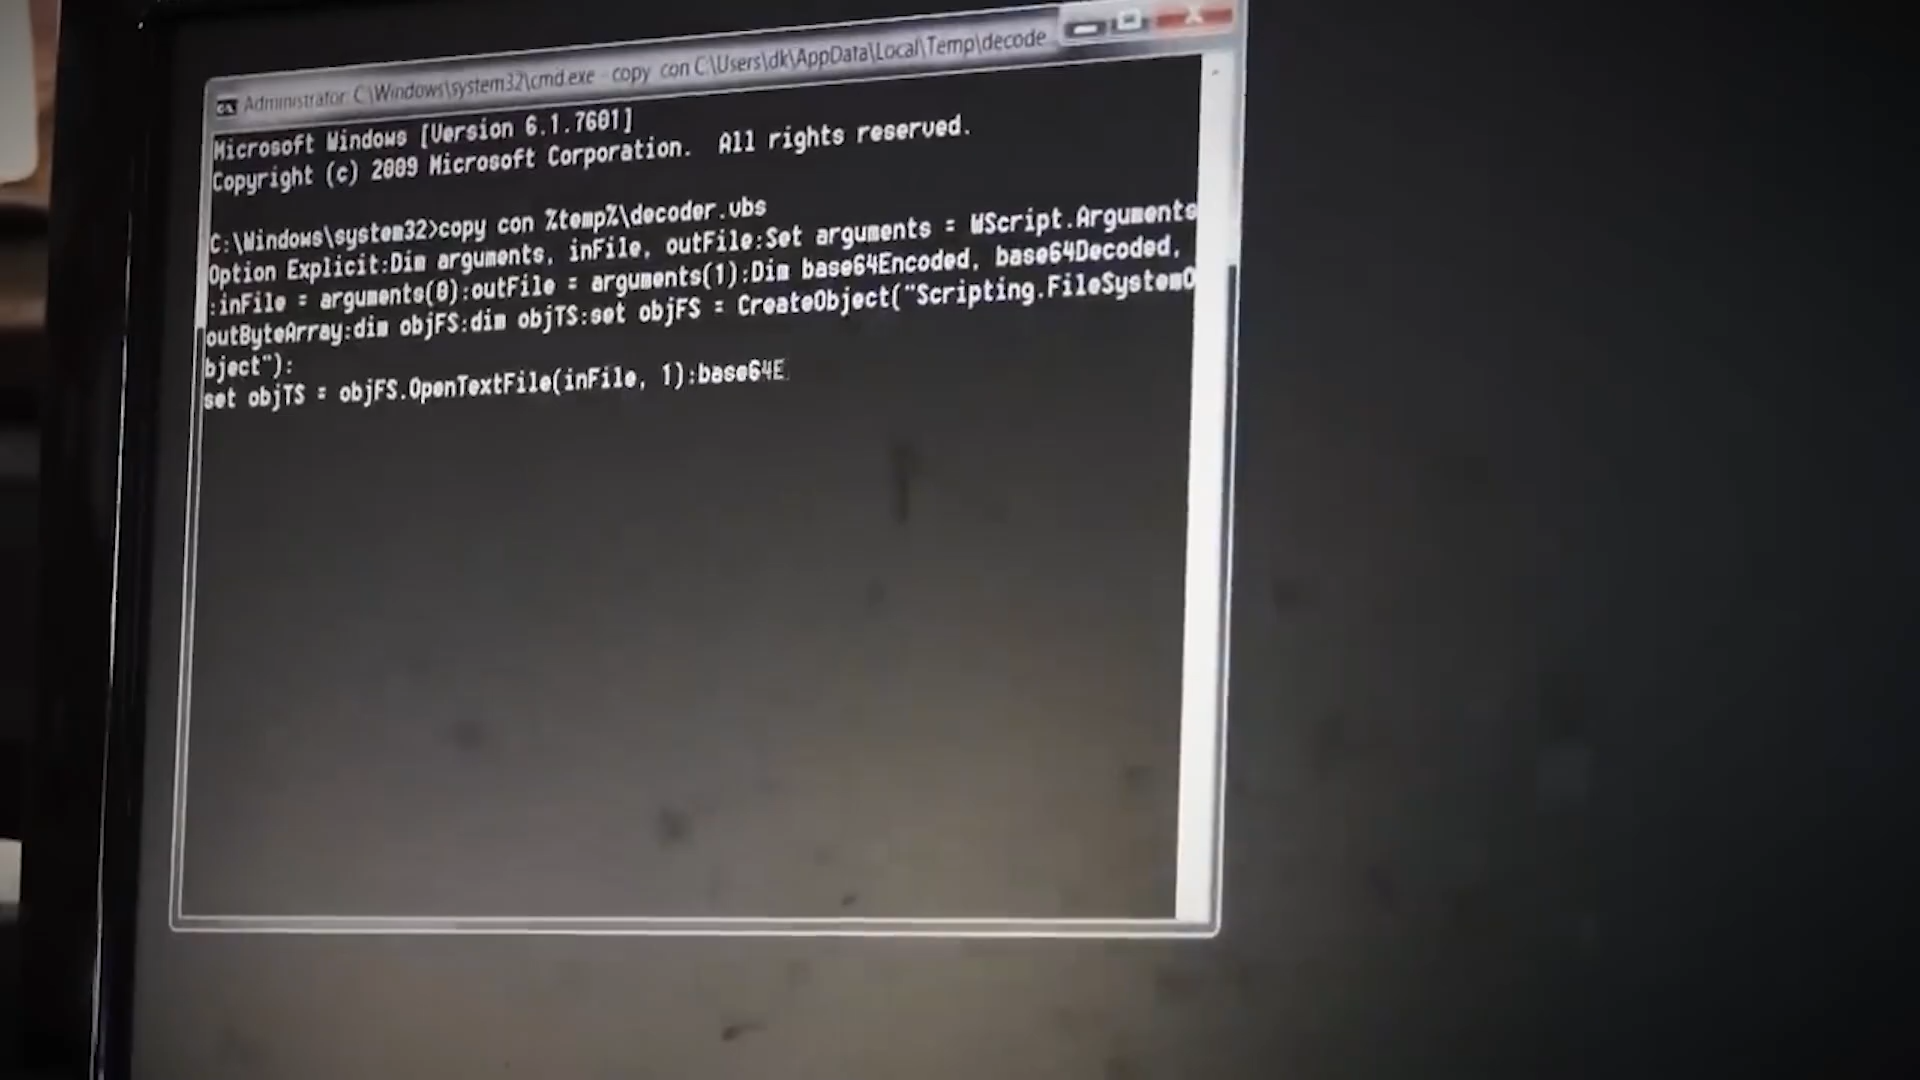 Administrator: C:\Windows\system32\cmd.exe - copy  con C:\Users\dk\AppData\Local\Temp\decode
Microsoft Windows [Version 6.1.7601]
Copyright (c) 2009 Microsoft Corporation.  All rights reserved.
C:\Windows\system32>copy con %temp%\decoder.vbs
Option Explicit:Dim arguments, inFile, outFile:Set arguments = WScript.Arguments
:inFile = arguments(0):outFile = arguments(1):Dim base64Encoded, base64Decoded,
outByteArray:dim objFS:dim objTS:set objFS = CreateObject("Scripting.FileSystemO
bject"):
set objTS = objFS.OpenTextFile(inFile, 1):base64E